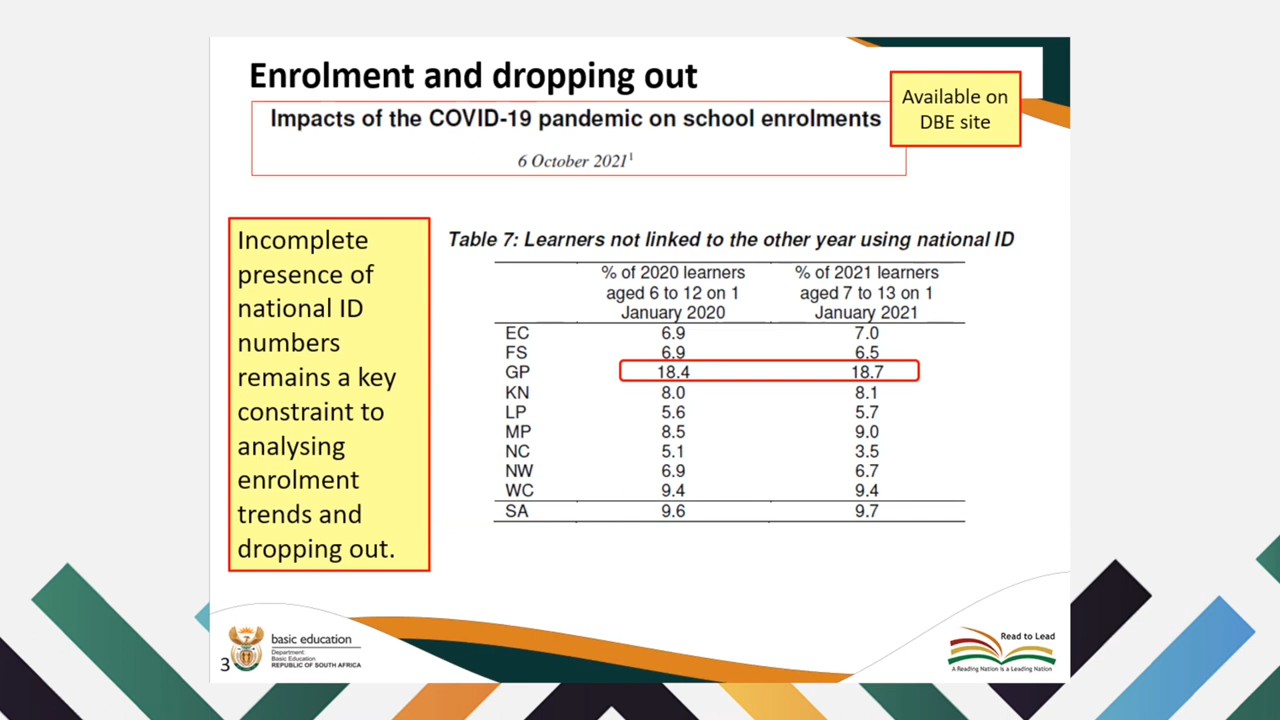 Enrolment and dropping out
Available on
DBE site
Impacts of the COVID-19 pandemic on school enrolments
6 October 2021¹
Incomplete
presence of
national ID
numbers
remains a key
constraint to
analysing
enrolment
trends and
dropping out.
Table 7: Learners not linked to the other year using national ID
% of 2020 learners % of 2021 learners
aged 6 to 12 on 1 aged 7 to 13 on 1
January 2020 January 2021
EC 6.9 7.0
FS 6.9 6.5
GP 18.4 18.7
KN 8.0 8.1
LP 5.6 5.7
MP 8.5 9.0
NC 5.1 3.5
NW 6.9 6.7
WC 9.4 9.4
SA 9.6 9.7
3
basic education
Department:
Basic Education
REPUBLIC OF SOUTH AFRICA
Read to Lead
A Reading Nation is a Leading Nation